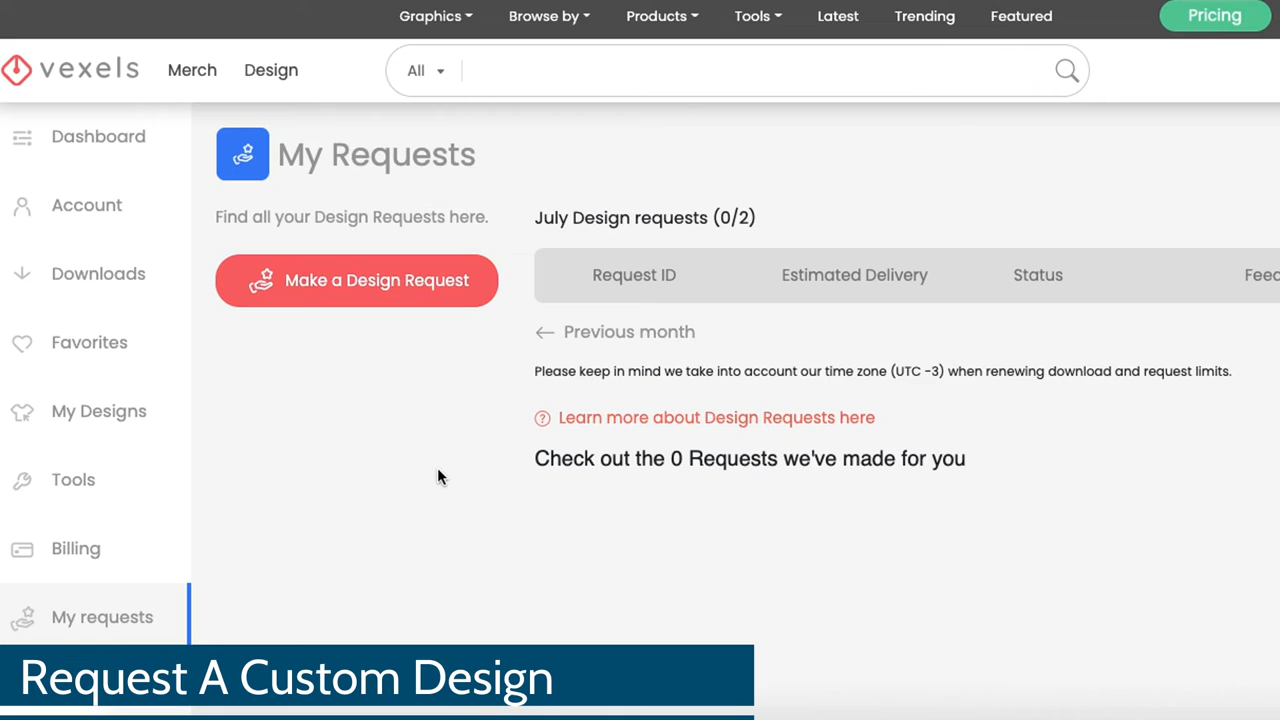 Graphics Browse by Products Tools Latest Trending Featured Pricing
vexels Merch Design All
Dashboard
Account
Downloads
Favorites
My Designs
Tools
Billing
My requests
My Requests
Find all your Design Requests here.
Make a Design Request
July Design requests (0/2)
Request ID Estimated Delivery Status Feed
← Previous month
Please keep in mind we take into account our time zone (UTC -3) when renewing download and request limits.
? Learn more about Design Requests here
Check out the 0 Requests we've made for you
Request A Custom Design